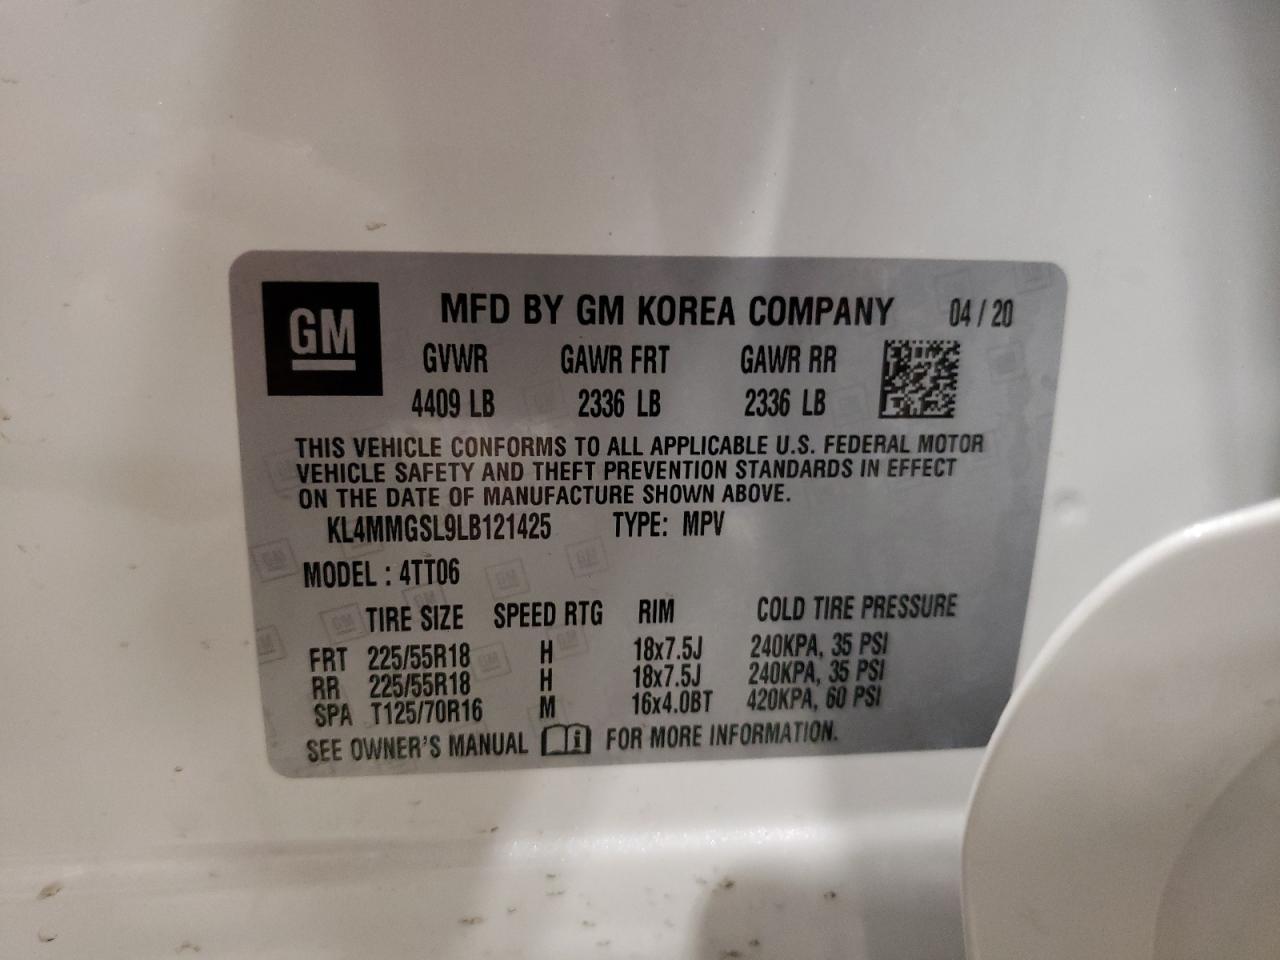 GM
MFD BY GM KOREA COMPANY 04 / 20
GVWR GAWR FRT GAWR RR
4409 LB 2336 LB 2336 LB
THIS VEHICLE CONFORMS TO ALL APPLICABLE U.S. FEDERAL MOTOR
VEHICLE SAFETY AND THEFT PREVENTION STANDARDS IN EFFECT
ON THE DATE OF MANUFACTURE SHOWN ABOVE.
KL4MMGSL9LB121425 TYPE: MPV
MODEL : 4TT06
TIRE SIZE SPEED RTG RIM COLD TIRE PRESSURE
FRT 225/55R18 H 18x7.5J 240KPA, 35 PSI
RR 225/55R18 H 18x7.5J 240KPA, 35 PSI
SPA T125/70R16 M 16x4.0BT 420KPA, 60 PSI
SEE OWNER'S MANUAL FOR MORE INFORMATION.